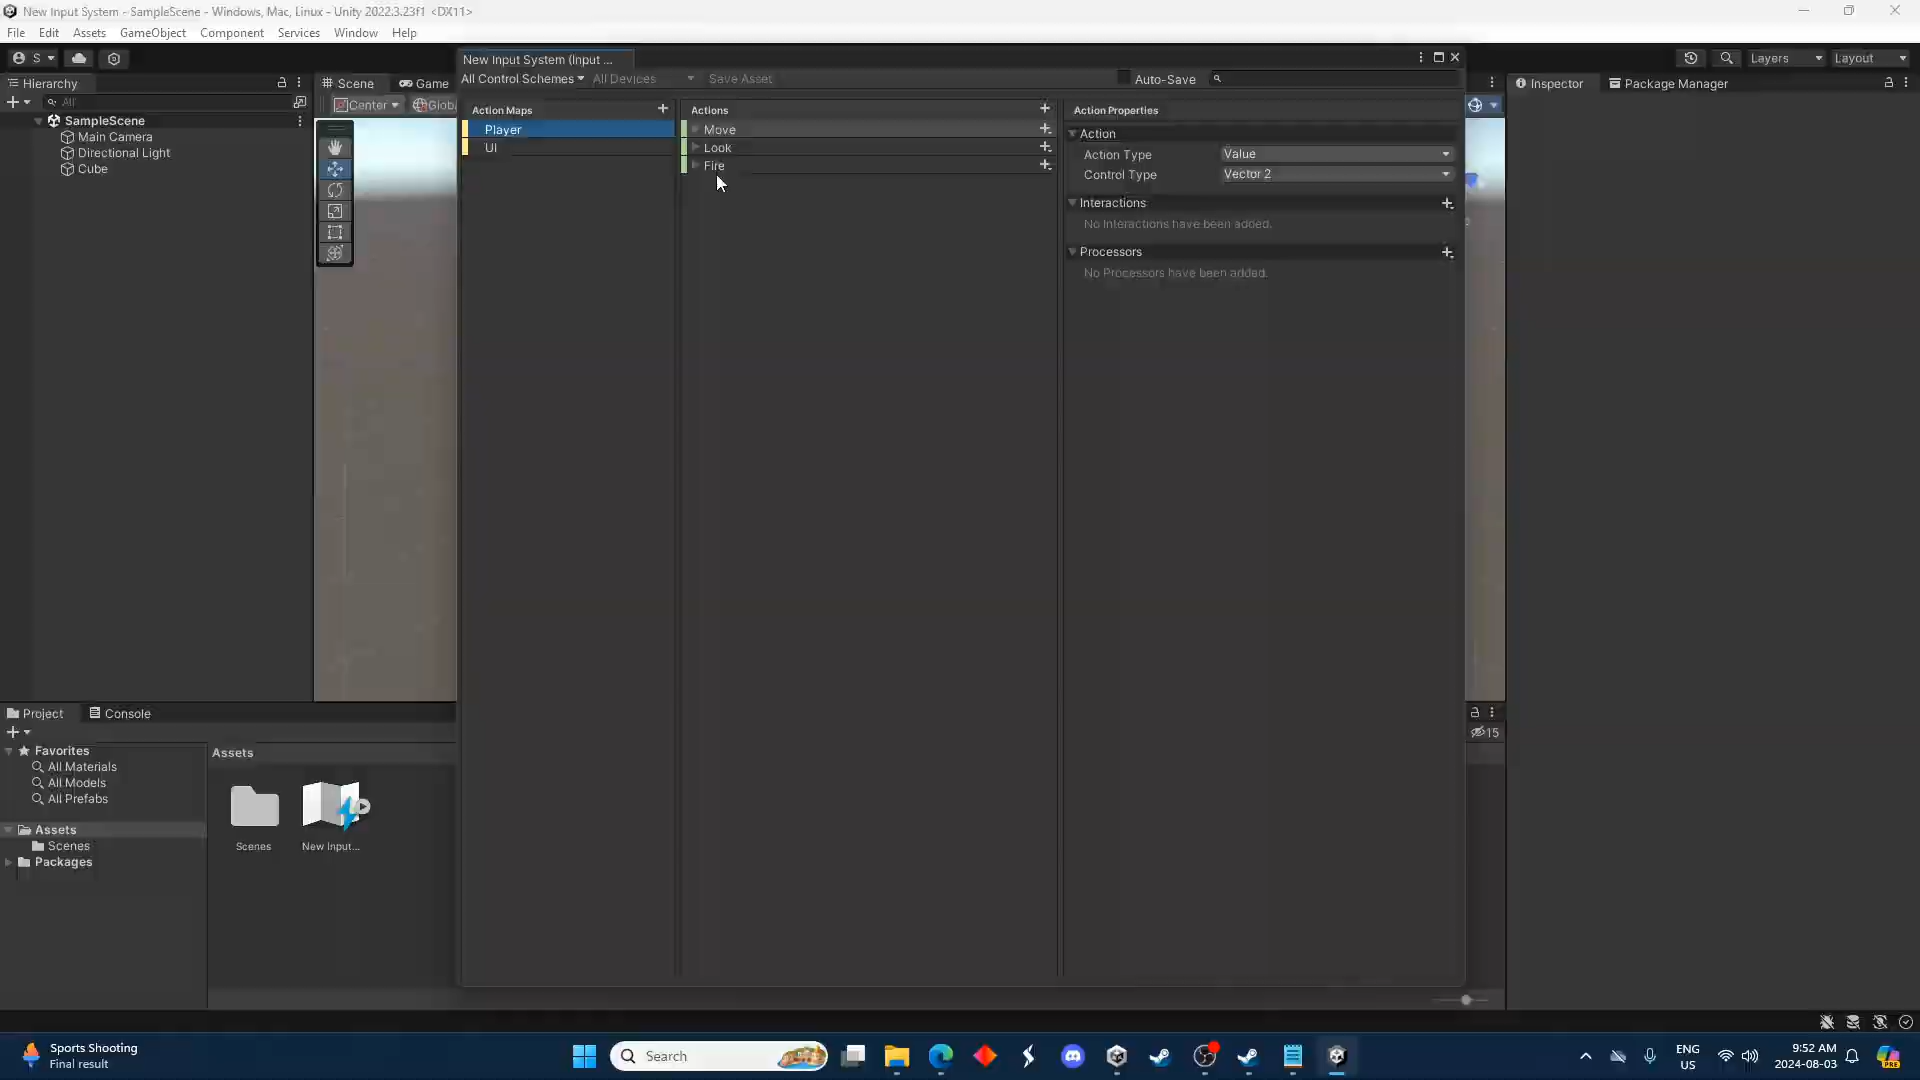 New Input System - SampleScene - Windows, Mac, Linux - Unity 2022.3.23f1 <DX11>
File Edit Assets GameObject Component Services Window Help
S
Layers Layout
Hierarchy
All
SampleScene
Main Camera
Directional Light
Cube
Scene Game
Center Globa
New Input System (Input ...
All Control Schemes All Devices Save Asset Auto-Save
Action Maps
Player
UI
Actions
Move
Look
Fire
Action Properties
Action
Action Type Value
Control Type Vector 2
Interactions
No Interactions have been added.
Processors
No Processors have been added.
Inspector Package Manager
Project Console
15
Favorites
All Materials
All Models
All Prefabs
Assets
Scenes
Packages
Assets
Scenes
New Input...
Sports Shooting
Final result
Search
ENG
US
9:52 AM
2024-08-03
PRE